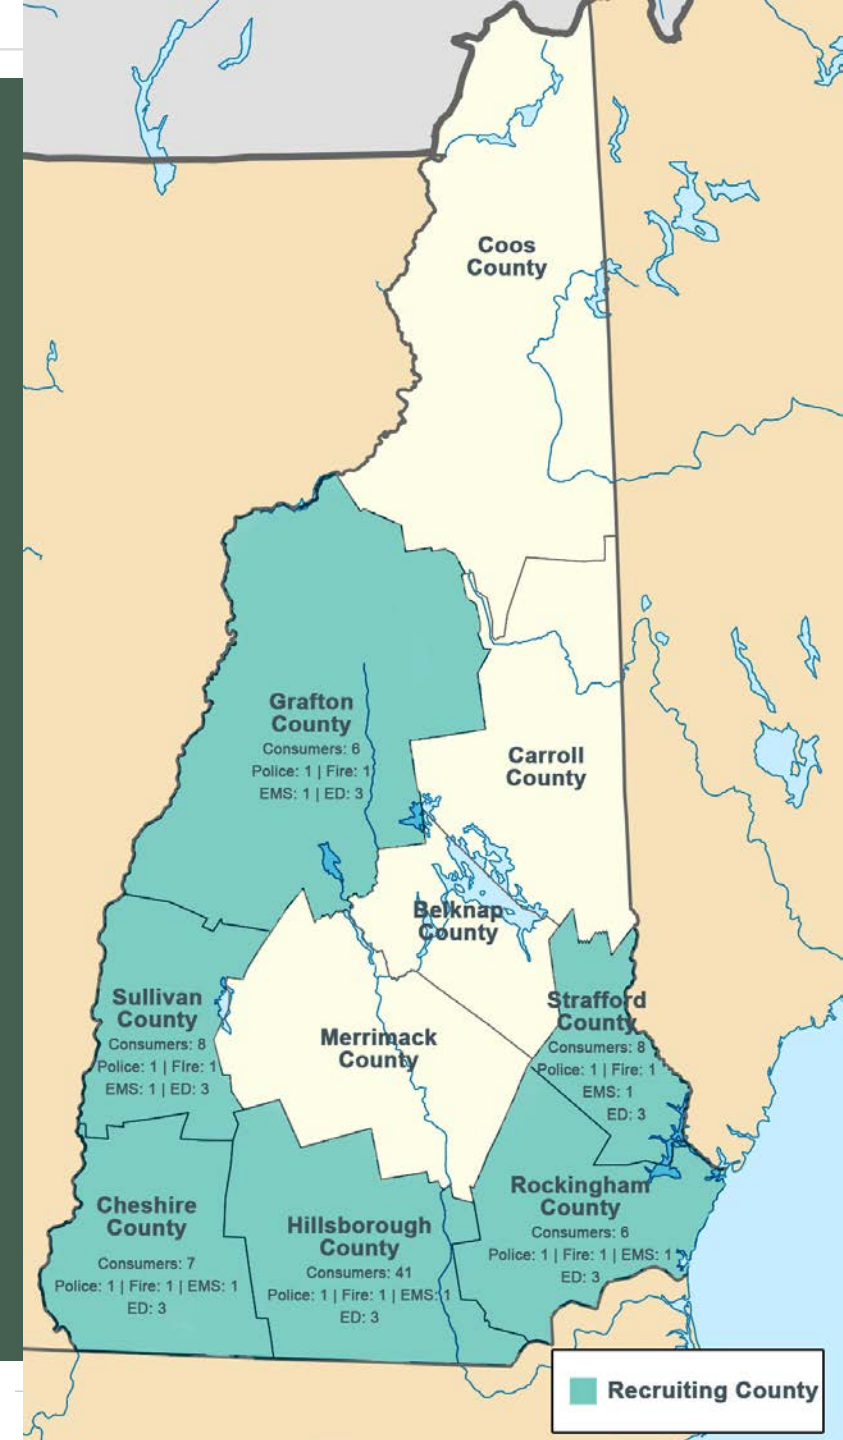 Coos
County
Grafton
County
Consumers: 6
Police: 1 | Fire: 1
EMS: 1 | ED: 3
Carroll
County
Belknap
County
Sullivan
County
Consumers: 8
Police: 1 | FIre: 1
EMS: 1 | ED: 3
Strafford
County
Consumers: 8
Police: 1 | Fire: 1
EMS: 1
ED: 3
Merrimack
County
Cheshire
County
Consumers: 7
Police: 1 | Fire: 1 | EMS: 1
ED: 3
Hillsborough
County
Consumers: 41
Police: 1 | Fire: 1 | EMS: 1
ED: 3
Rockingham
County
Consumers: 6
Police: 1 | Fire: 1 | EMS: 1
ED: 3
Recruiting County